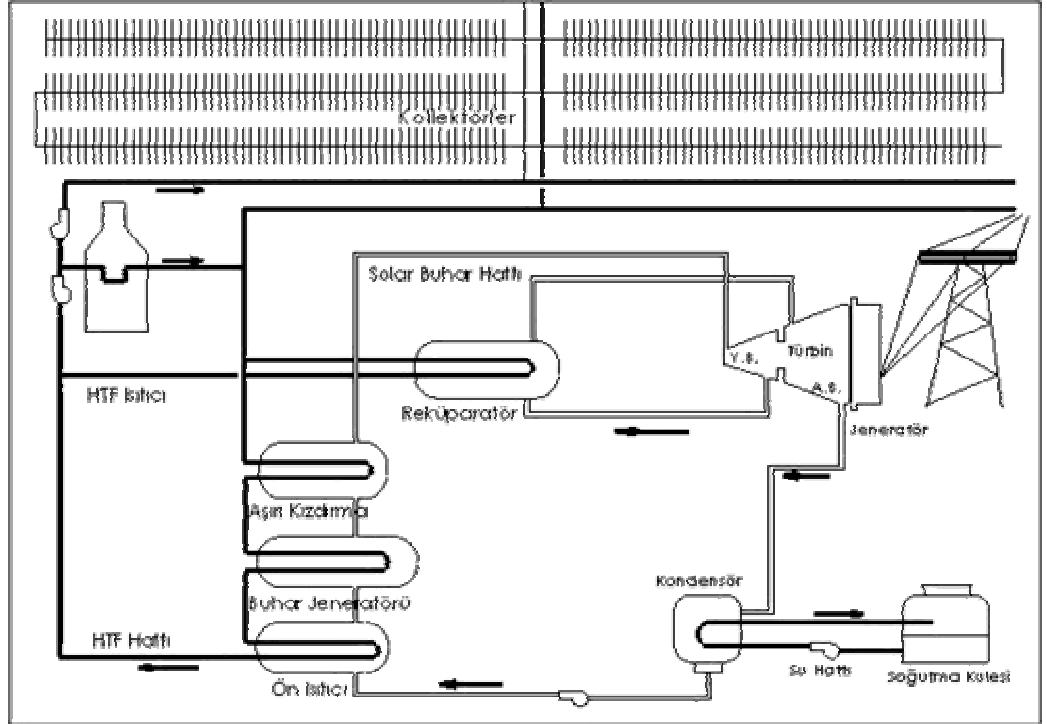 Kollektörler
Solar Buhar Hattı
Y.B.
Türbin
A.B.
HTF Isıtıcı
Reküparatör
Jeneratör
Aşırı Kızdırma
Kondensör
Buhar Jeneratörü
HTF Hattı
Su Hattı
Soğutma Kulesi
Ön Isıtıcı